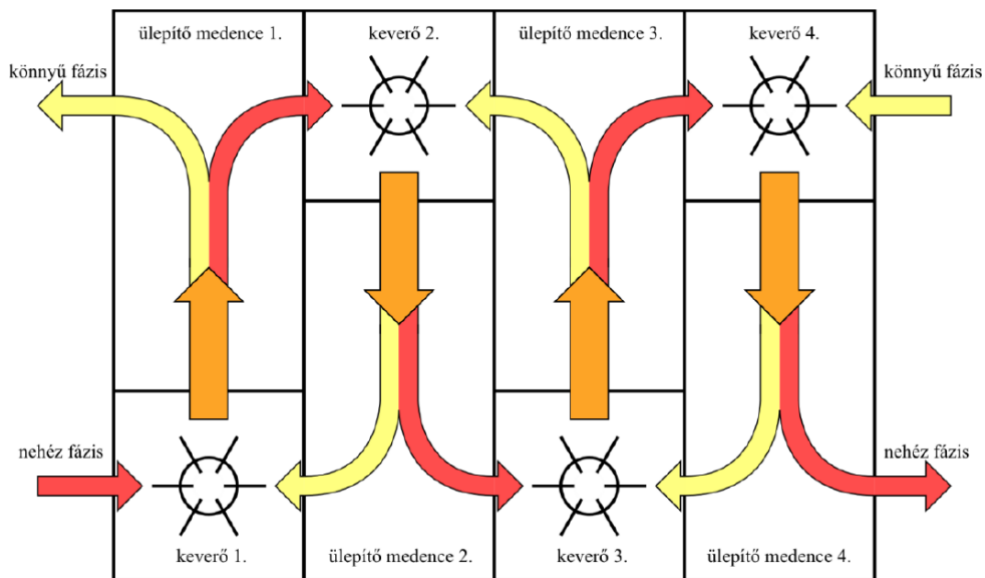 ülepítő medence 1.
keverő 2.
ülepítő medence 3.
keverő 4.
könnyű fázis
könnyű fázis
nehéz fázis
nehéz fázis
keverő 1.
ülepítő medence 2.
keverő 3.
ülepítő medence 4.